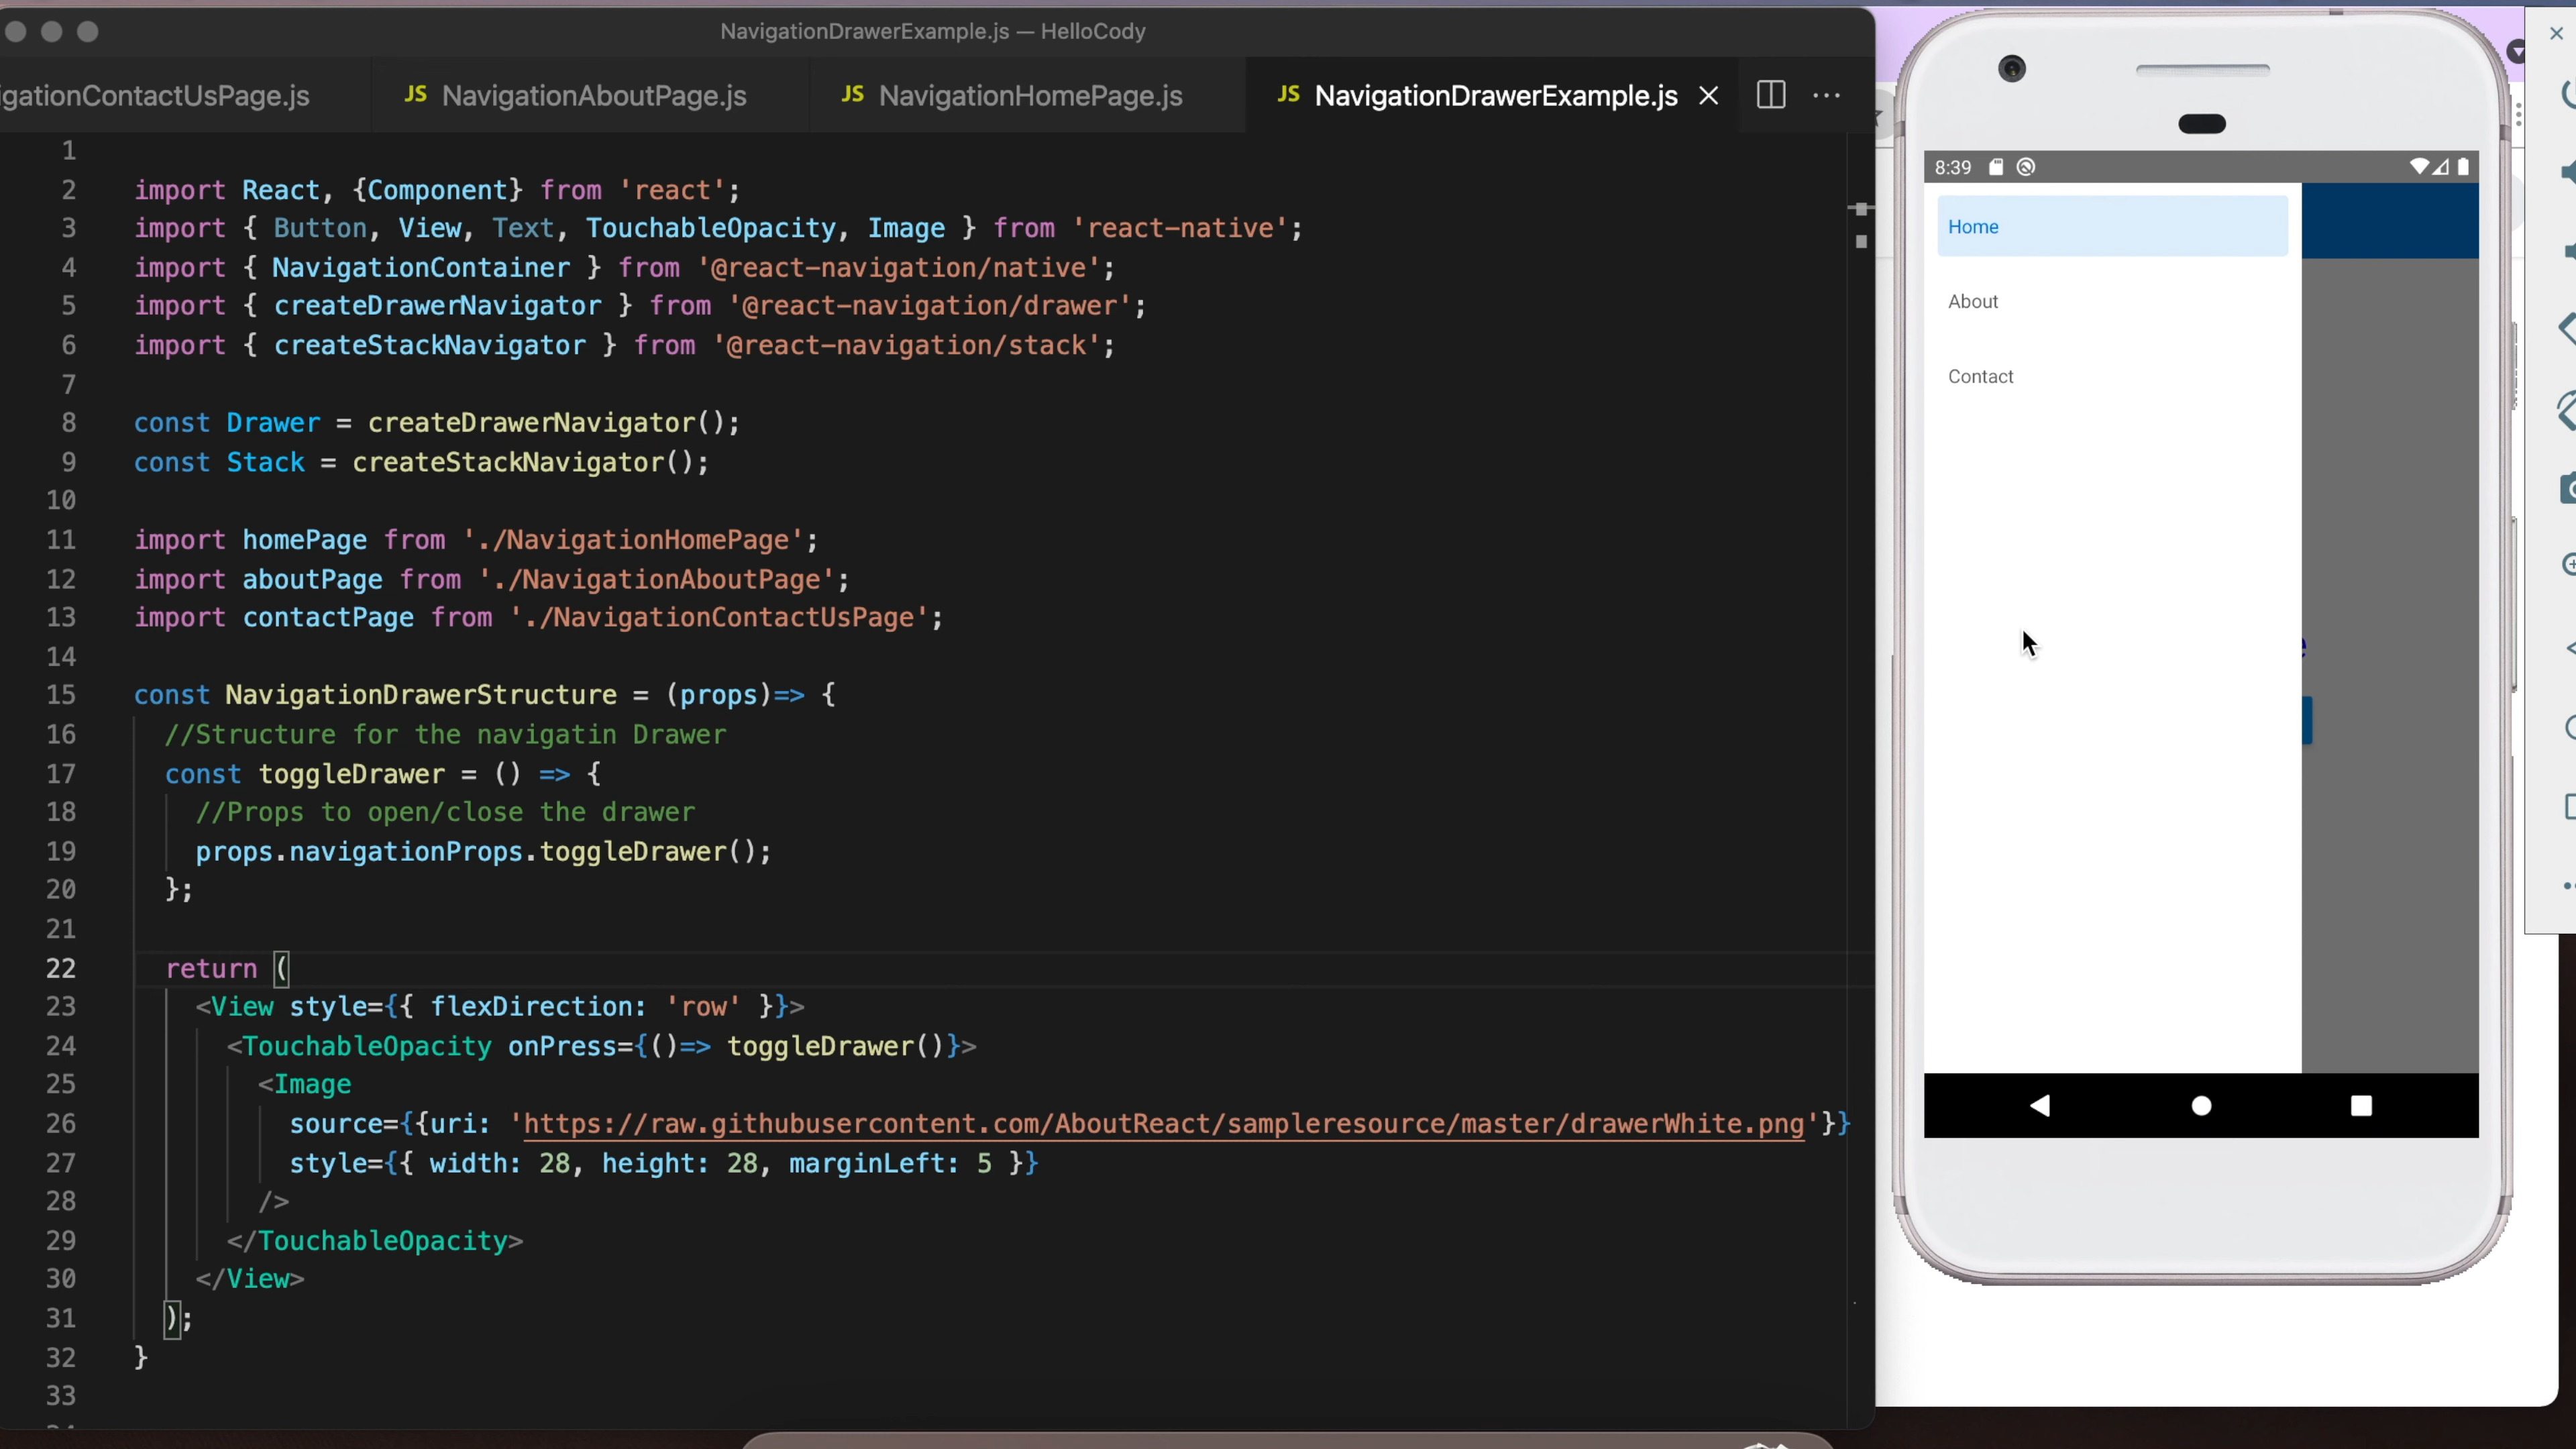 NavigationDrawerExample.js — HelloCody
igationContactUsPage.js
JS NavigationAboutPage.js
JS NavigationHomePage.js
JS NavigationDrawerExample.js
1
2 import React, {Component} from 'react';
3 import { Button, View, Text, TouchableOpacity, Image } from 'react-native';
4 import { NavigationContainer } from '@react-navigation/native';
5 import { createDrawerNavigator } from '@react-navigation/drawer';
6 import { createStackNavigator } from '@react-navigation/stack';
7
8 const Drawer = createDrawerNavigator();
9 const Stack = createStackNavigator();
10
11 import homePage from './NavigationHomePage';
12 import aboutPage from './NavigationAboutPage';
13 import contactPage from './NavigationContactUsPage';
14
15 const NavigationDrawerStructure = (props)=> {
16 //Structure for the navigatin Drawer
17 const toggleDrawer = () => {
18 //Props to open/close the drawer
19 props.navigationProps.toggleDrawer();
20 };
21
22 return (
23 <View style={{ flexDirection: 'row' }}>
24 <TouchableOpacity onPress={()=> toggleDrawer()}>
25 <Image
26 source={{uri: 'https://raw.githubusercontent.com/AboutReact/sampleresource/master/drawerWhite.png'}}
27 style={{ width: 28, height: 28, marginLeft: 5 }}
28 />
29 </TouchableOpacity>
30 </View>
31 );
32 }
33
8:39
Home
About
Contact
e